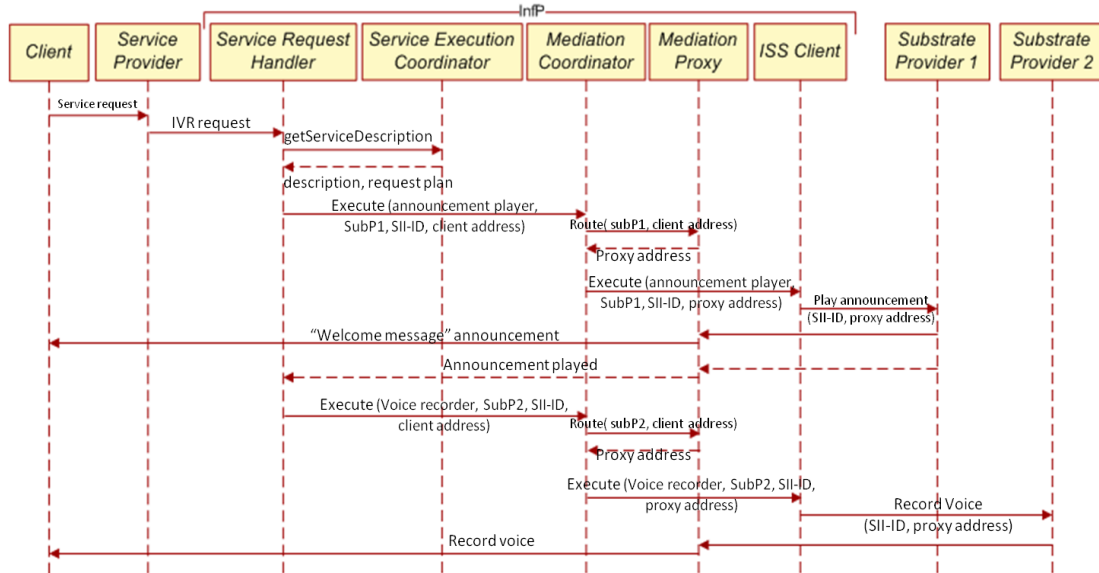 InfP
Client
Service
Provider
Service Request
Handler
Service Execution
Coordinator
Mediation
Coordinator
Mediation
Proxy
ISS Client
Substrate
Provider 1
Substrate
Provider 2
Service request
IVR request
getServiceDescription
description, request plan
Execute (announcement player,
SubP1, SII-ID, client address)
Route( subP1, client address)
Proxy address
Execute (announcement player,
SubP1, SII-ID, proxy address)
Play announcement
(SII-ID, proxy address)
“Welcome message” announcement
Announcement played
Execute (Voice recorder, SubP2, SII-ID,
client address)
Route( subP2, client address)
Proxy address
Execute (Voice recorder, SubP2, SII-ID,
proxy address)
Record Voice
(SII-ID, proxy address)
Record voice